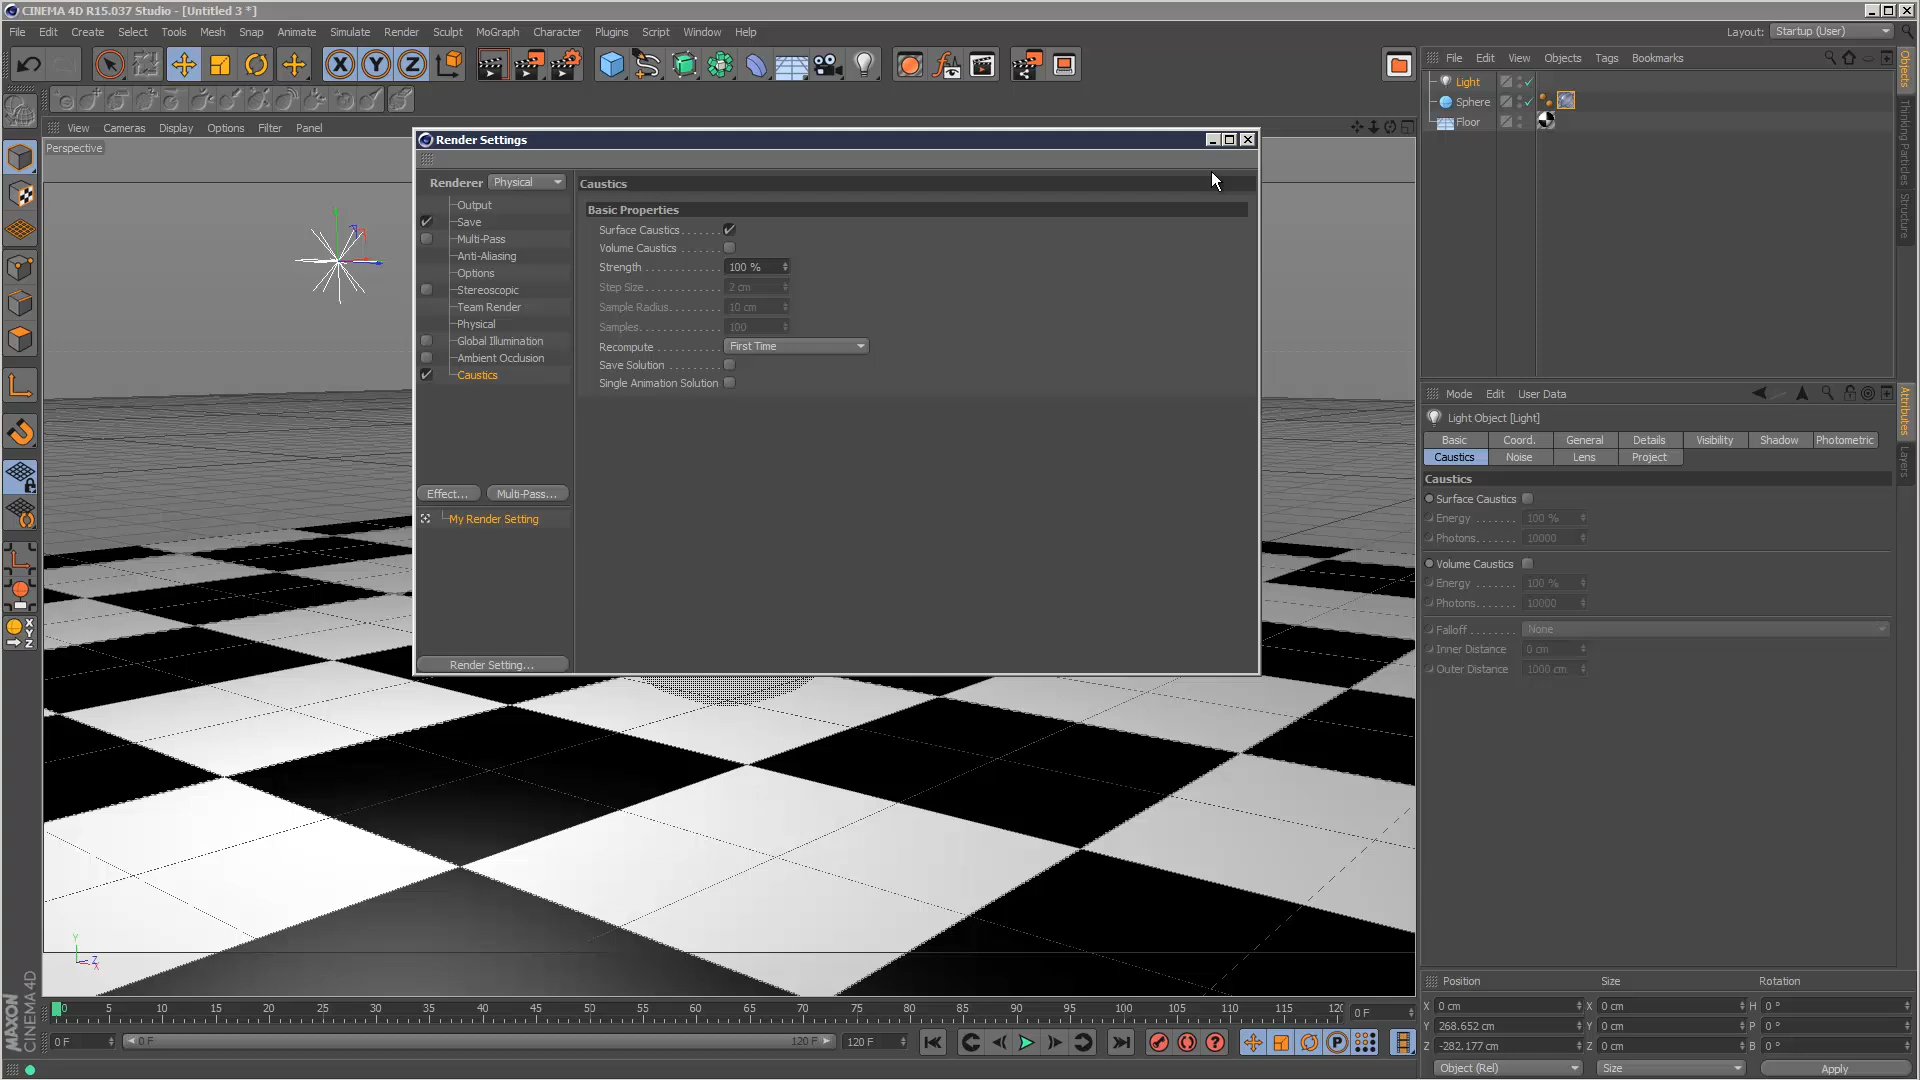 CINEMA 4D R15.037 Studio - [Untitled 3 *]
File Edit Create Select Tools Mesh Snap Animate Simulate Render Sculpt MoGraph Character Plugins Script Window Help
Layout: Startup (User)
File Edit View Objects Tags Bookmarks
Light
Sphere
Floor
Objects
Thinking Particles
Structure
View Cameras Display Options Filter Panel
Perspective
Render Settings
Renderer Physical
Output
Save
Multi-Pass
Anti-Aliasing
Options
Stereoscopic
Team Render
Physical
Global Illumination
Ambient Occlusion
Caustics
Effect... Multi-Pass...
My Render Setting
Render Setting...
Caustics
Basic Properties
Surface Caustics . . . . . .
Volume Caustics . . . . . .
Strength . . . . . . . . . . 100 %
Step Size . . . . . . . . . . 2 cm
Sample Radius. . . . . . . 10 cm
Samples. . . . . . . . . . . 100
Recompute . . . . . . . . . First Time
Save Solution . . . . . . .
Single Animation Solution
Mode Edit User Data
Light Object [Light]
Basic Coord. General Details Visibility Shadow Photometric
Caustics Noise Lens Project
Caustics
Surface Caustics
Energy . . . . . . . 100 %
Photons. . . . . . . 10000
Volume Caustics
Energy . . . . . . . 100 %
Photons. . . . . . . 10000
Falloff . . . . . . . None
Inner Distance 0 cm
Outer Distance 1000 cm
Attributes
Layers
Y
Z
X
X Y Z
X
Y
Z
MAXON
CINEMA 4D
0 5 10 15 20 25 30 35 40 45 50 55 60 65 70 75 80 85 90 95 100 105 110 115 120 0 F
0 F 0 F 120 F 120 F
Position Size Rotation
X 0 cm X 0 cm H 0 °
Y 268.652 cm Y 0 cm P 0 °
Z -282.177 cm Z 0 cm B 0 °
Object (Rel) Size Apply